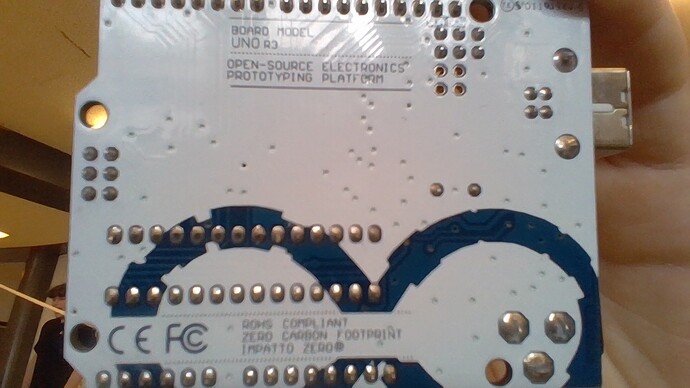 BOARD MODEL
UNO R3
OPEN-SOURCE ELECTRONICS
PROTOTYPING PLATFORM
CE FC
ROHS COMPLIANT
ZERO CARBON FOOTPRINT
IMPATTO ZERO®